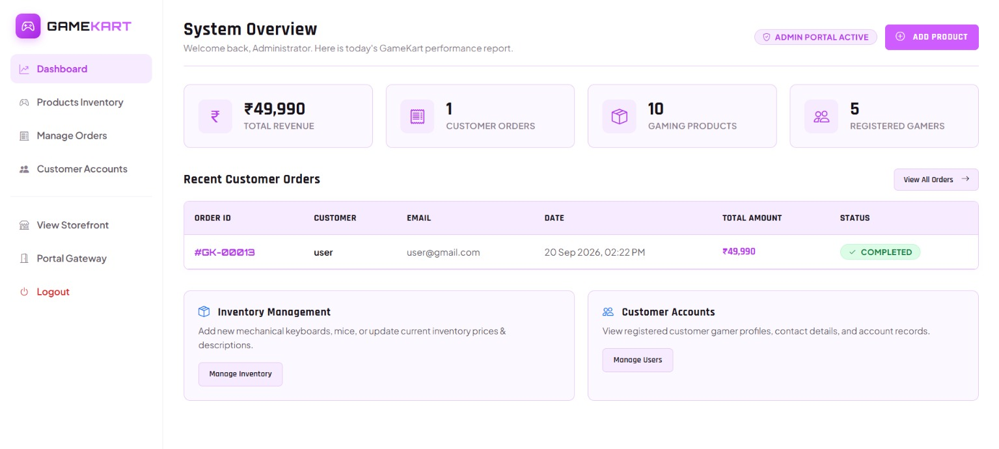 GAMEKART
Dashboard
Products Inventory
Manage Orders
Customer Accounts
View Storefront
Portal Gateway
Logout
System Overview
Welcome back, Administrator. Here is today's GameKart performance report.
ADMIN PORTAL ACTIVE
ADD PRODUCT
₹49,990
TOTAL REVENUE
1
CUSTOMER ORDERS
10
GAMING PRODUCTS
5
REGISTERED GAMERS
Recent Customer Orders
View All Orders →
ORDER ID CUSTOMER EMAIL DATE TOTAL AMOUNT STATUS
#GK-00013 user user@gmail.com 20 Sep 2026, 02:22 PM ₹49,990 ✓ COMPLETED
Inventory Management
Add new mechanical keyboards, mice, or update current inventory prices &
descriptions.
Manage Inventory
Customer Accounts
View registered customer gamer profiles, contact details, and account records.
Manage Users